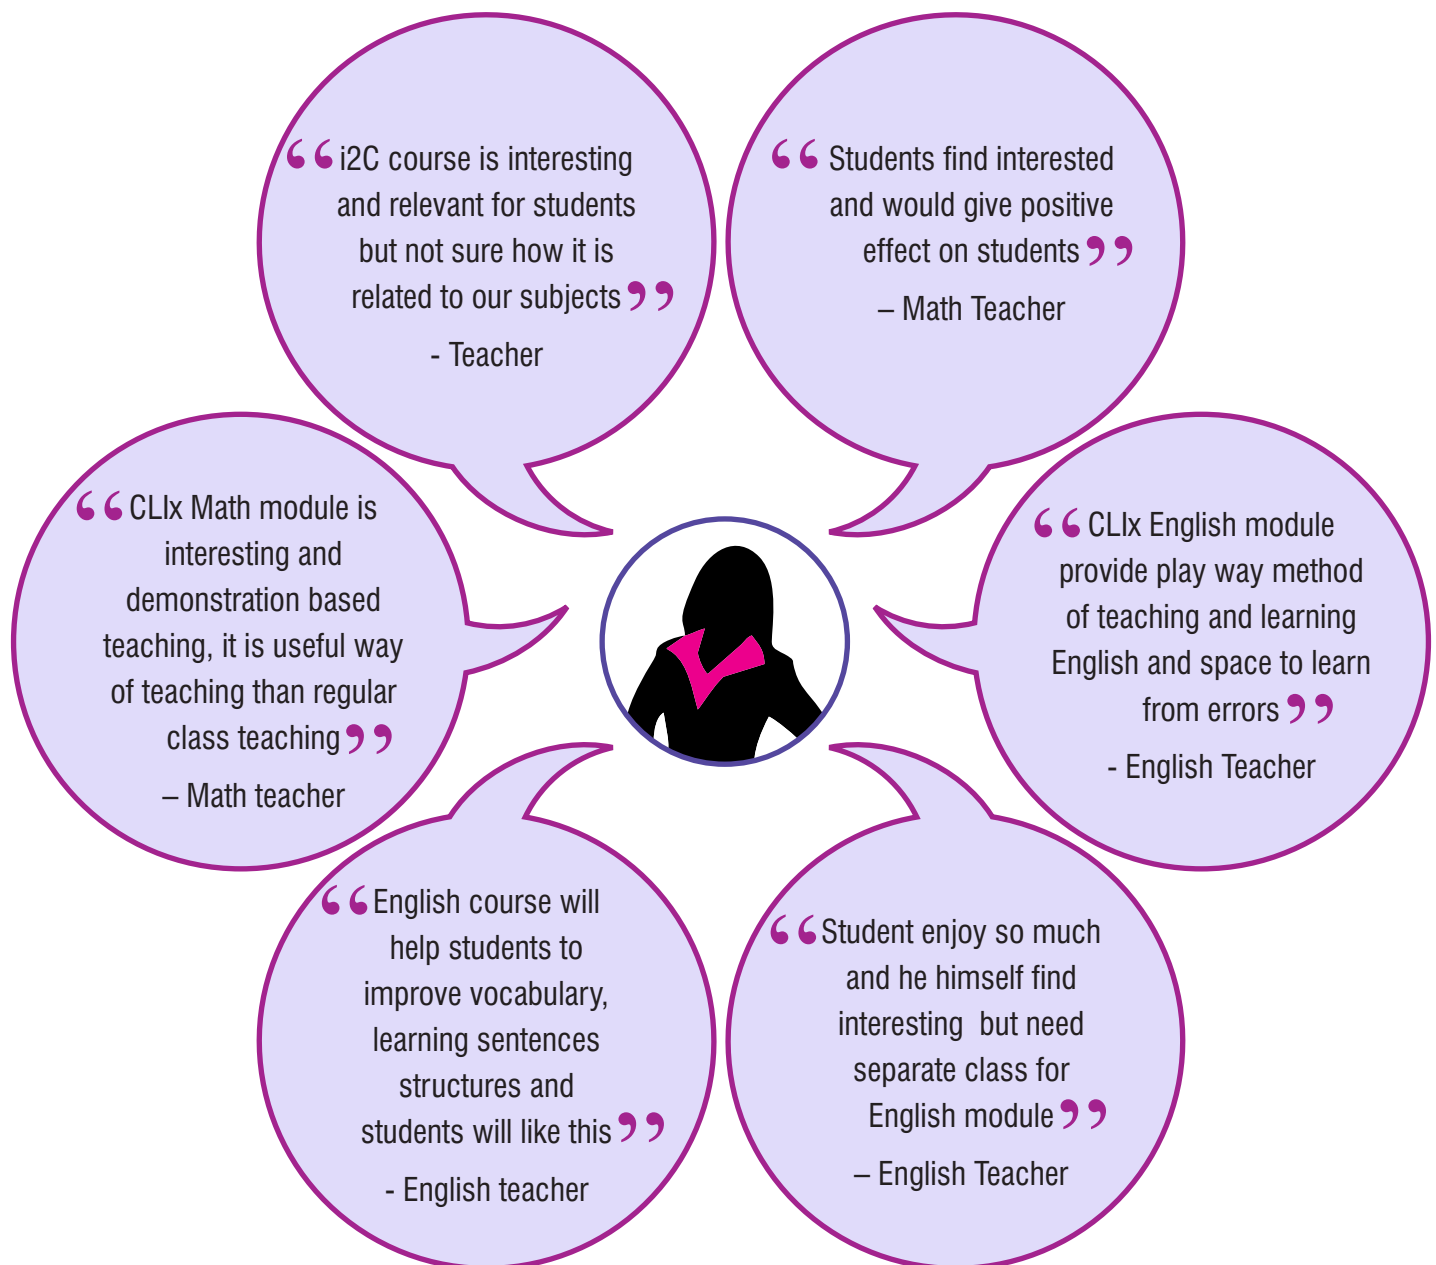 “i2C course is interesting
and relevant for students
but not sure how it is
related to our subjects”
- Teacher
“Students find interested
and would give positive
effect on students”
– Math Teacher
“CLIx Math module is
interesting and
demonstration based
teaching, it is useful way
of teaching than regular
class teaching”
– Math teacher
“CLIx English module
provide play way method
of teaching and learning
English and space to learn
from errors”
- English Teacher
“English course will
help students to
improve vocabulary,
learning sentences
structures and
students will like this”
- English teacher
“Student enjoy so much
and he himself find
interesting but need
separate class for
English module”
– English Teacher